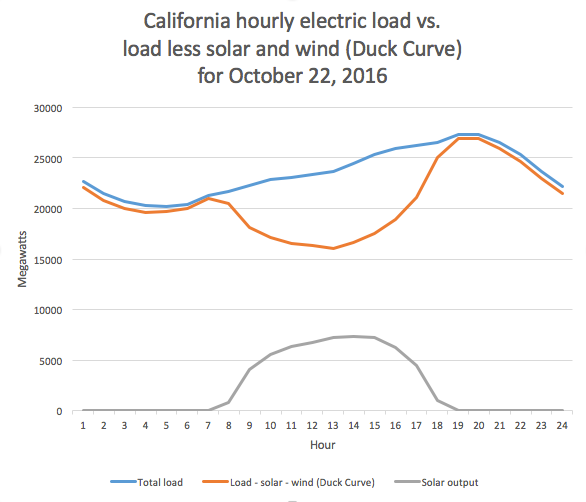 California hourly electric load vs.
load less solar and wind (Duck Curve)
for October 22, 2016
30000
25000
20000
15000
10000
5000
0
Megawatts
1 2 3 4 5 6 7 8 9 10 11 12 13 14 15 16 17 18 19 20 21 22 23 24
Hour
Total load Load - solar - wind (Duck Curve) Solar output